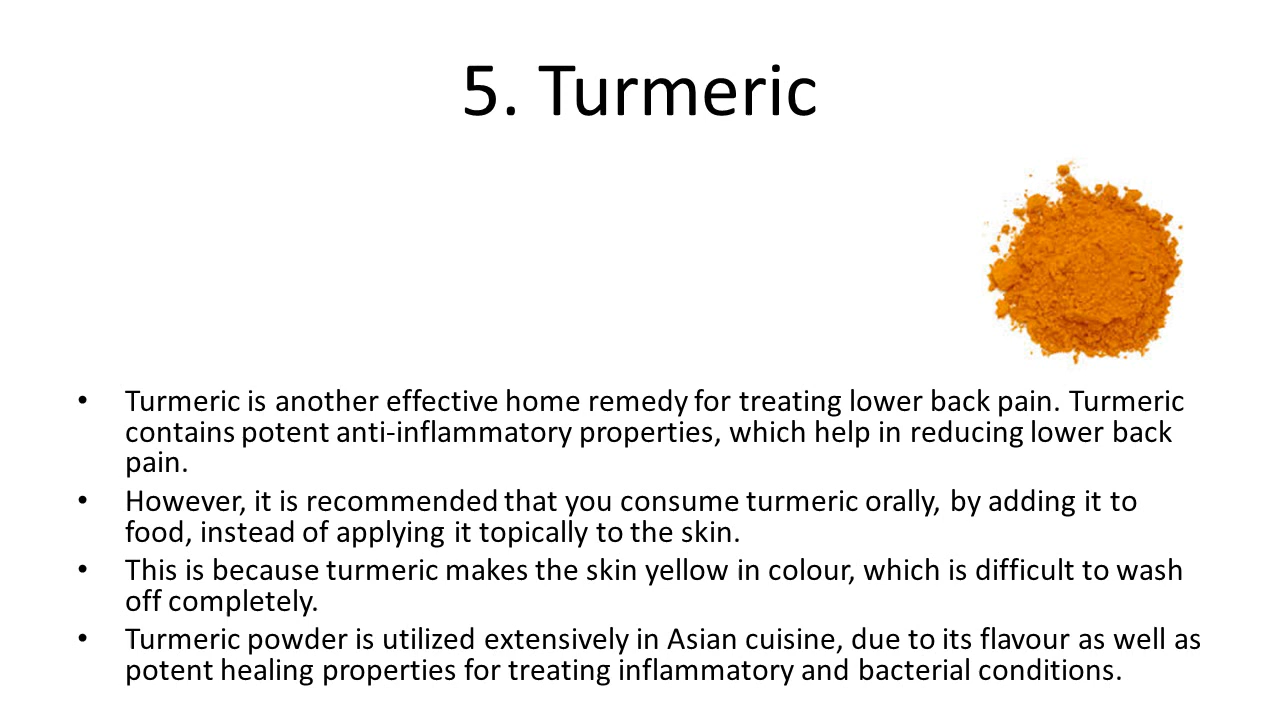 5. Turmeric
• Turmeric is another effective home remedy for treating lower back pain. Turmeric
contains potent anti-inflammatory properties, which help in reducing lower back
pain.
• However, it is recommended that you consume turmeric orally, by adding it to
food, instead of applying it topically to the skin.
• This is because turmeric makes the skin yellow in colour, which is difficult to wash
off completely.
• Turmeric powder is utilized extensively in Asian cuisine, due to its flavour as well as
potent healing properties for treating inflammatory and bacterial conditions.